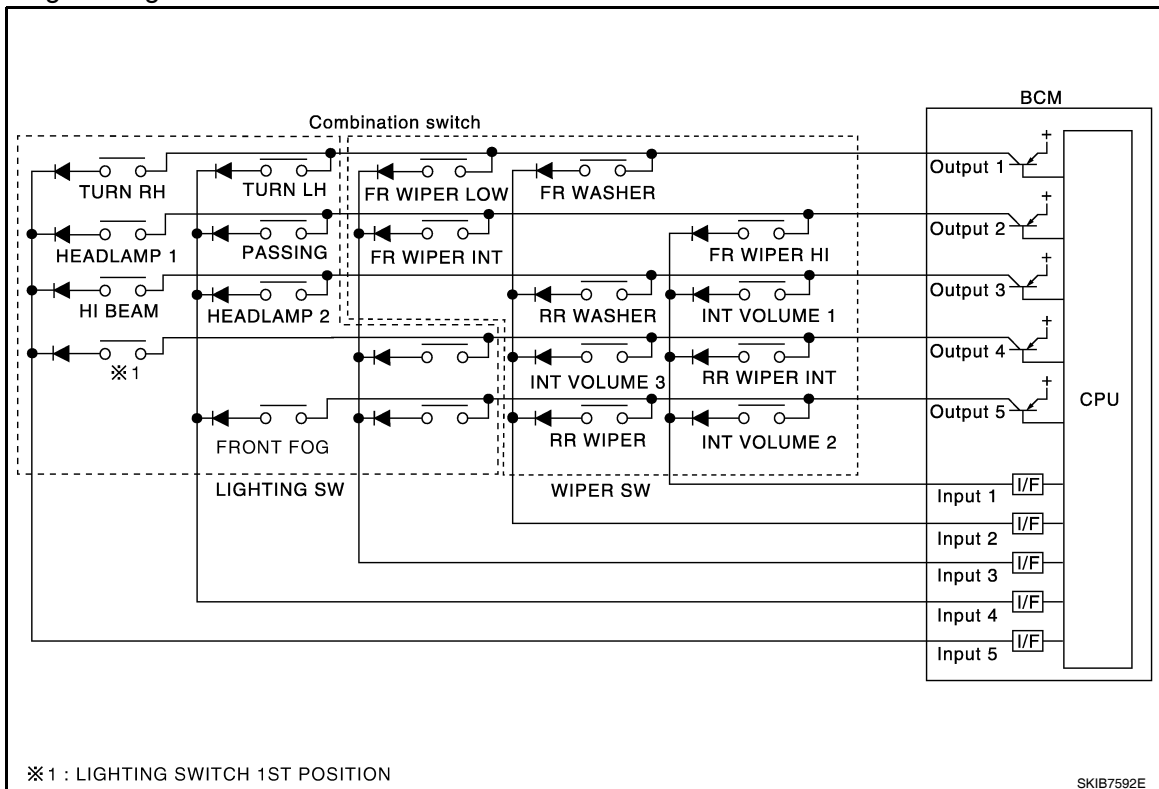 BCM
Combination switch
Output 1
TURN RH
TURN LH
FR WIPER LOW
FR WASHER
Output 2
HEADLAMP 1
PASSING
FR WIPER INT
FR WIPER HI
Output 3
HI BEAM
HEADLAMP 2
RR WASHER
INT VOLUME 1
Output 4
※1
INT VOLUME 3
RR WIPER INT
CPU
Output 5
FRONT FOG
RR WIPER
INT VOLUME 2
LIGHTING SW
WIPER SW
Input 1
I/F
Input 2
I/F
Input 3
I/F
Input 4
I/F
Input 5
I/F
※1 : LIGHTING SWITCH 1ST POSITION
SKIB7592E